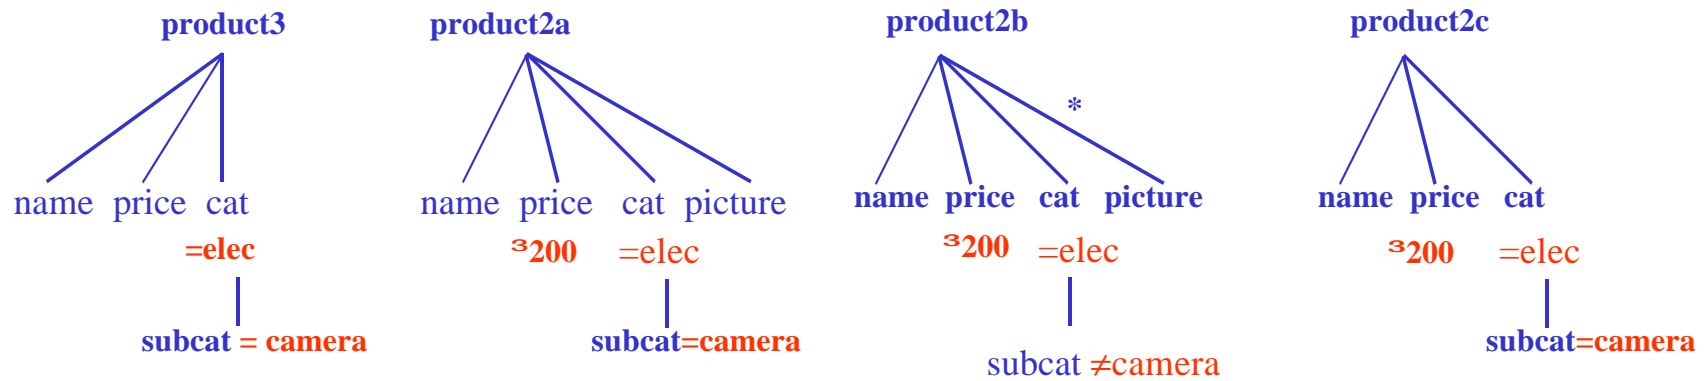 product3 product2a product2b product2c
*
name price cat name price cat picture name price cat picture name price cat
=elec ³200 =elec ³200 =elec ³200 =elec
subcat = camera subcat=camera subcat ≠camera subcat=camera